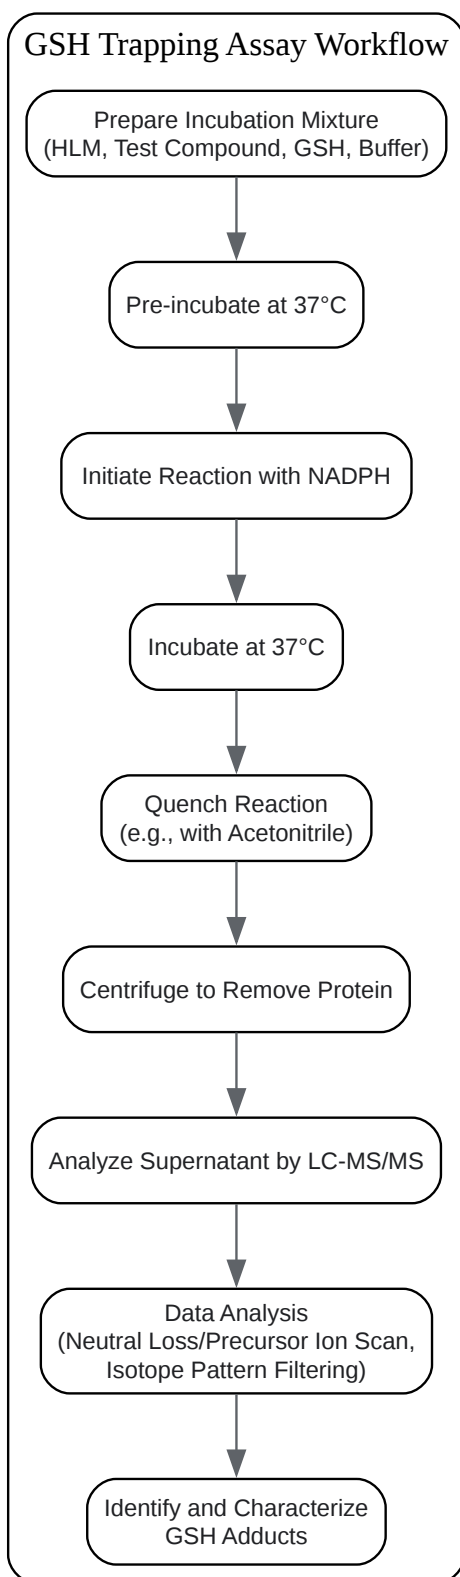 GSH Trapping Assay Workflow
Prepare Incubation Mixture
(HLM, Test Compound, GSH, Buffer)
Pre-incubate at 37°C
Initiate Reaction with NADPH
Incubate at 37°C
Quench Reaction
(e.g., with Acetonitrile)
Centrifuge to Remove Protein
Analyze Supernatant by LC-MS/MS
Data Analysis
(Neutral Loss/Precursor Ion Scan,
Isotope Pattern Filtering)
Identify and Characterize
GSH Adducts